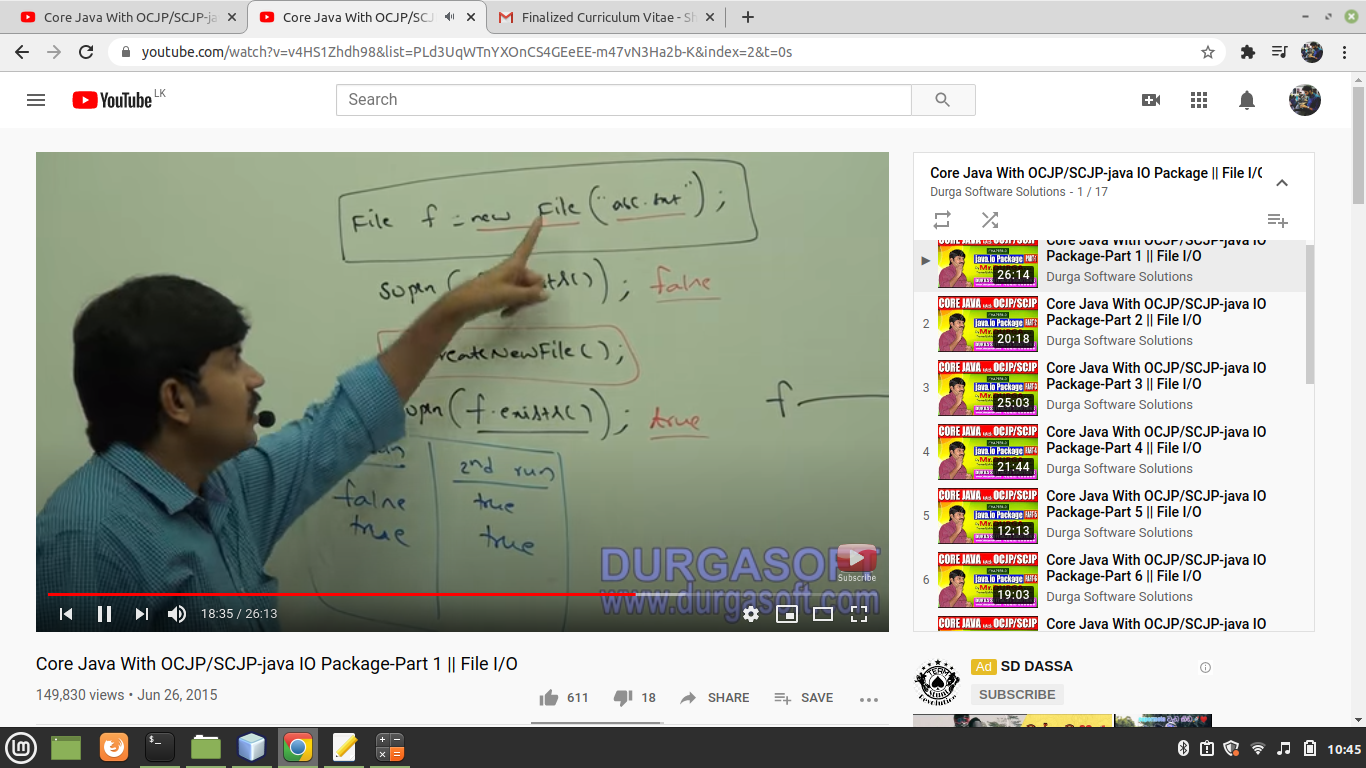 Core Java With OCJP/SCJP-ja
Core Java With OCJP/SCJ
Finalized Curriculum Vitae - Sh
youtube.com/watch?v=v4HS1Zhdh98&list=PLd3UqWTnYXOnCS4GEeEE-m47vN3Ha2b-K&index=2&t=0s
YouTube LK
Search
File f = new File("abc.txt");
Sopln( false
createNewFile();
Sopln(f.exists()); true
f
run 2nd run
false true
true true
DURGASOFT
www.durgasoft.com
Subscribe
18:35 / 26:13
Core Java With OCJP/SCJP-java IO Package-Part 1 || File I/O
149,830 views • Jun 26, 2015
611
18
SHARE
SAVE
Core Java With OCJP/SCJP-java IO Package || File I/O
Durga Software Solutions - 1 / 17
Core Java With OCJP/SCJP-java IO
Package-Part 1 || File I/O
Durga Software Solutions
26:14
2
Core Java With OCJP/SCJP-java IO
Package-Part 2 || File I/O
Durga Software Solutions
20:18
3
Core Java With OCJP/SCJP-java IO
Package-Part 3 || File I/O
Durga Software Solutions
25:03
4
Core Java With OCJP/SCJP-java IO
Package-Part 4 || File I/O
Durga Software Solutions
21:44
5
Core Java With OCJP/SCJP-java IO
Package-Part 5 || File I/O
Durga Software Solutions
12:13
6
Core Java With OCJP/SCJP-java IO
Package-Part 6 || File I/O
Durga Software Solutions
19:03
Core Java With OCJP/SCJP-java IO
Ad SD DASSA
SUBSCRIBE
10:45